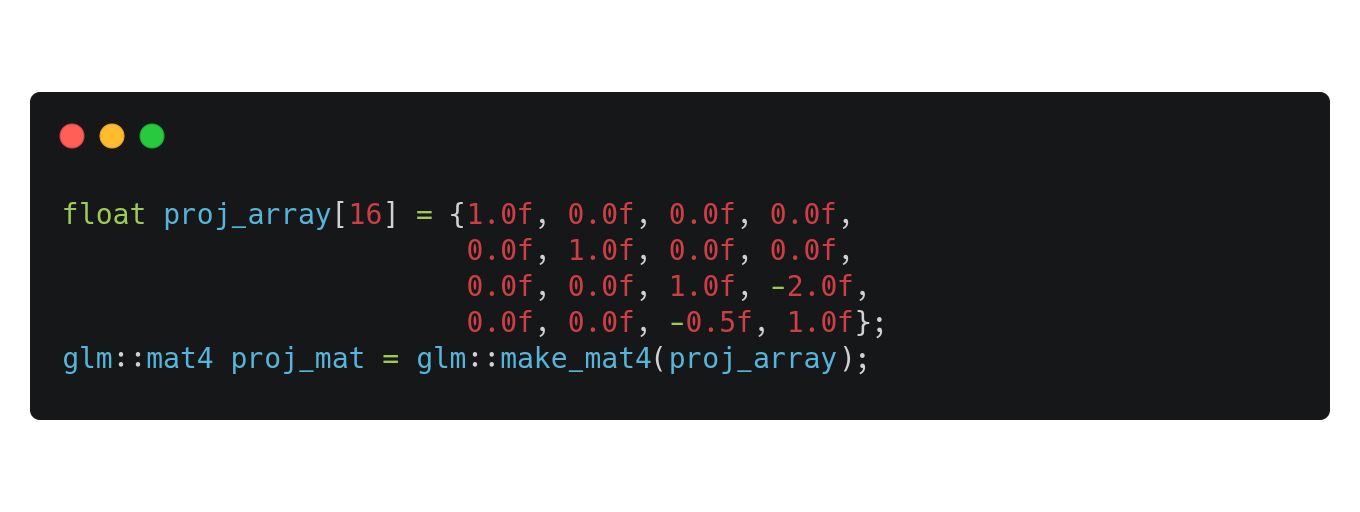 float proj_array[16] = {1.0f, 0.0f, 0.0f, 0.0f,
                        0.0f, 1.0f, 0.0f, 0.0f,
                        0.0f, 0.0f, 1.0f, -2.0f,
                        0.0f, 0.0f, -0.5f, 1.0f};
glm::mat4 proj_mat = glm::make_mat4(proj_array);